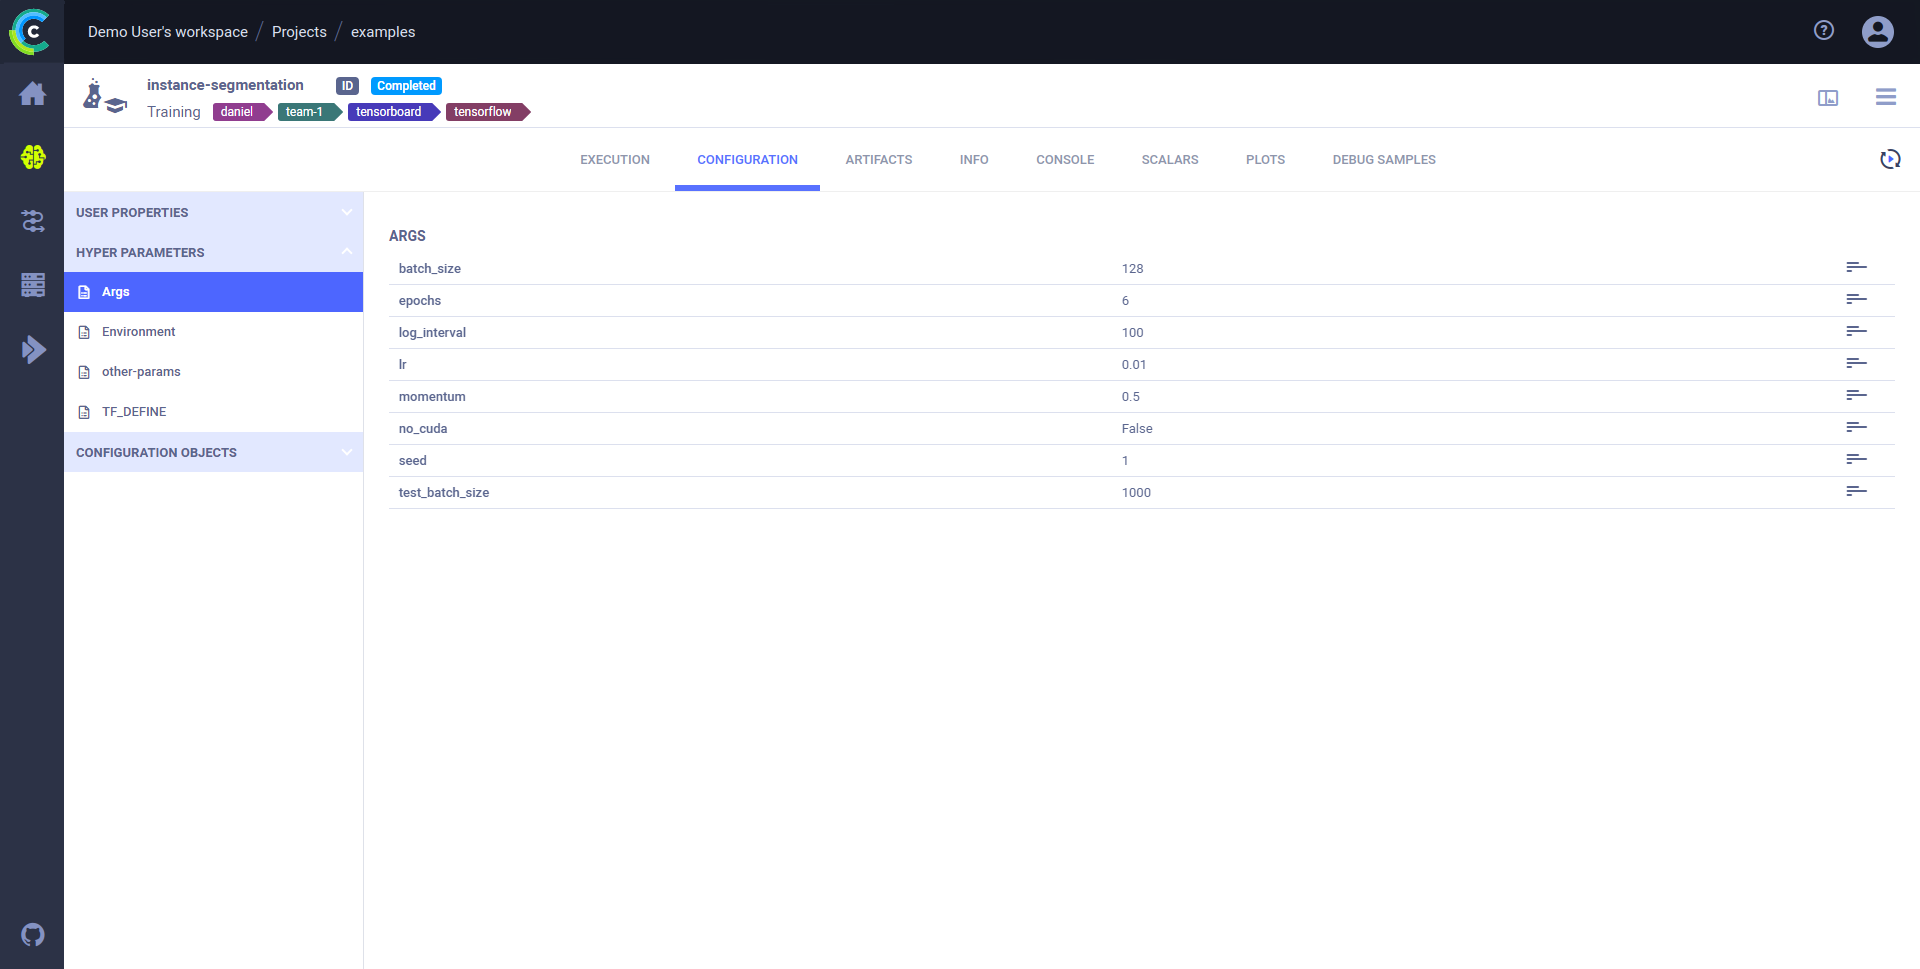 Demo User's workspace / Projects / examples
instance-segmentation ID Completed
Training daniel team-1 tensorboard tensorflow
EXECUTION CONFIGURATION ARTIFACTS INFO CONSOLE SCALARS PLOTS DEBUG SAMPLES
USER PROPERTIES
HYPER PARAMETERS
Args
Environment
other-params
TF_DEFINE
CONFIGURATION OBJECTS
ARGS
batch_size 128
epochs 6
log_interval 100
lr 0.01
momentum 0.5
no_cuda False
seed 1
test_batch_size 1000